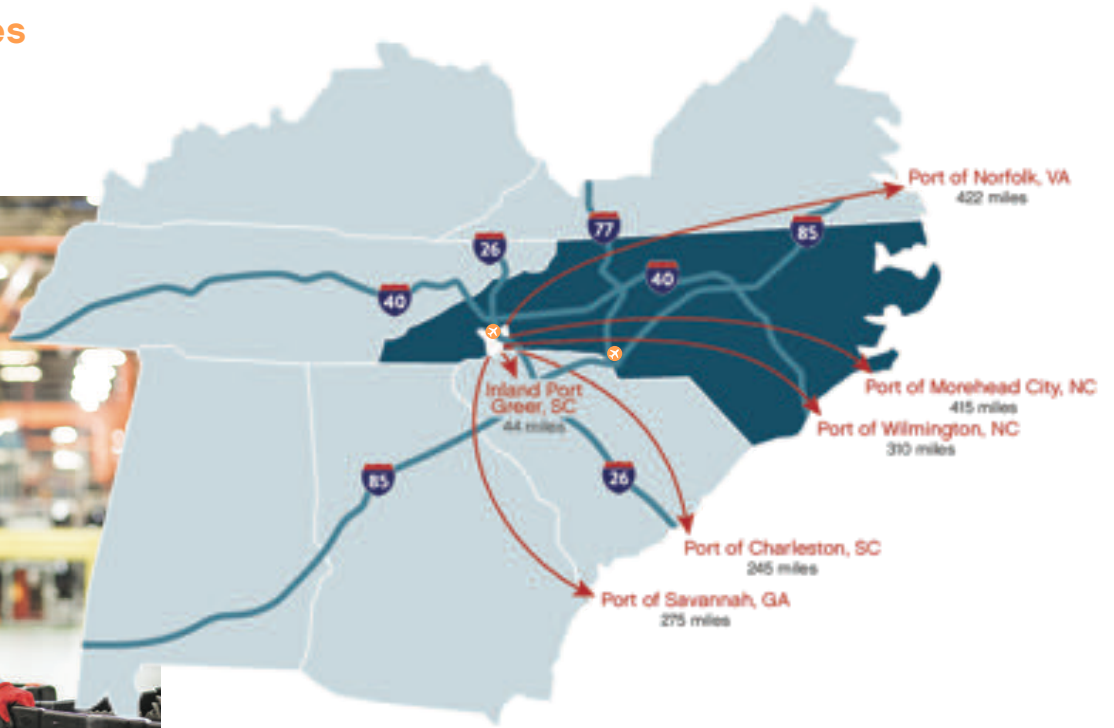 es
Port of Norfolk, VA
422 miles
77
85
26
40
40
Port of Morehead City, NC
415 miles
Inland Port
Greer, SC
44 miles
Port of Wilmington, NC
310 miles
85
26
Port of Charleston, SC
245 miles
Port of Savannah, GA
275 miles